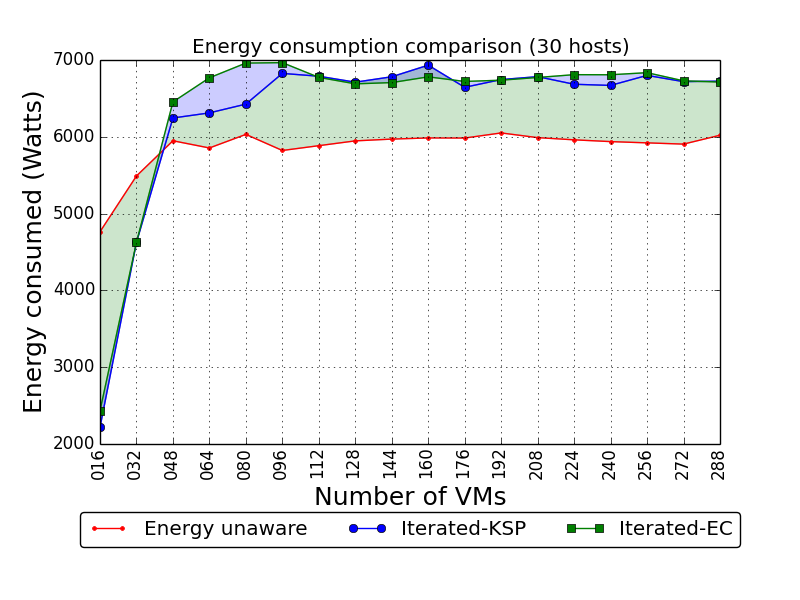 Energy consumption comparison (30 hosts)
Energy consumed (Watts)
7000
6000
5000
4000
3000
2000
016 032 048 064 080 096 112 128 144 160 176 192 208 224 240 256 272 288
Number of VMs
Energy unaware Iterated-KSP Iterated-EC